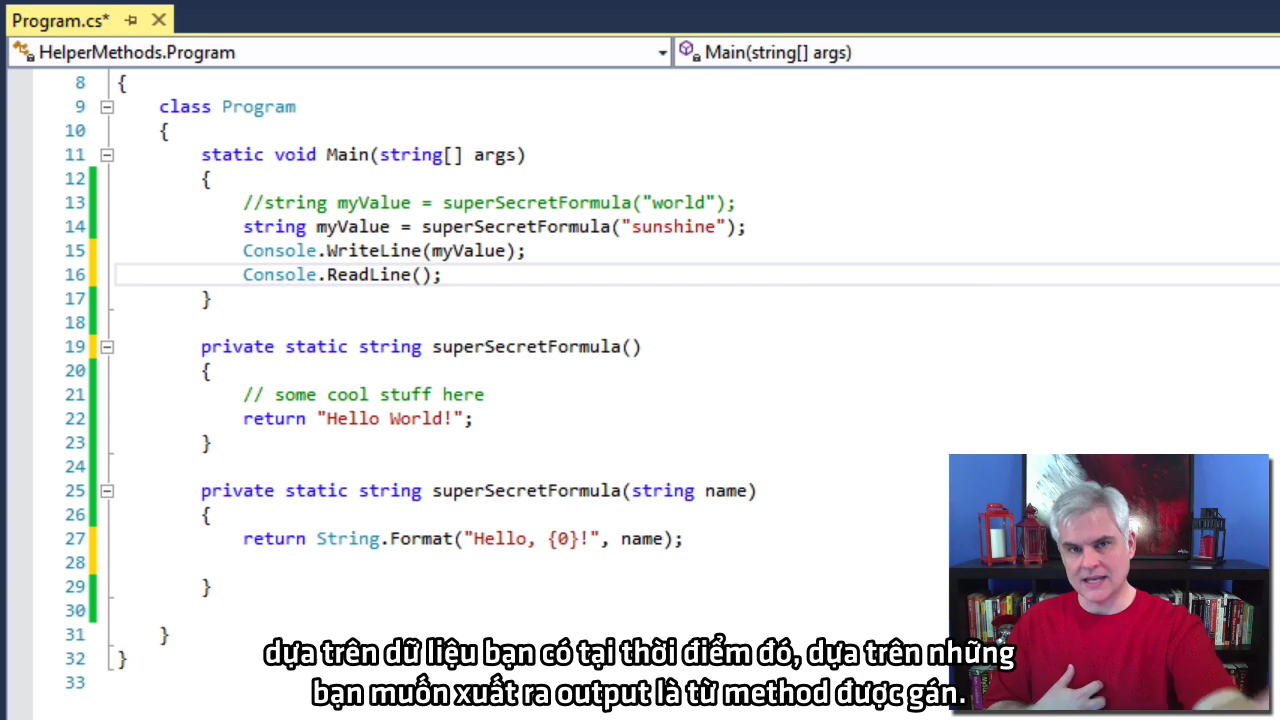 Program.cs*
HelperMethods.Program
Main(string[] args)
8 {
9 class Program
10 {
11 static void Main(string[] args)
12 {
13 //string myValue = superSecretFormula("world");
14 string myValue = superSecretFormula("sunshine");
15 Console.WriteLine(myValue);
16 Console.ReadLine();
17 }
18
19 private static string superSecretFormula()
20 {
21 // some cool stuff here
22 return "Hello World!";
23 }
24
25 private static string superSecretFormula(string name)
26 {
27 return String.Format("Hello, {0}!", name);
28
29 }
30
31 }
32 }
33
dựa trên dữ liệu bạn có tại thời điểm đó, dựa trên những
bạn muốn xuất ra output là từ method được gán.